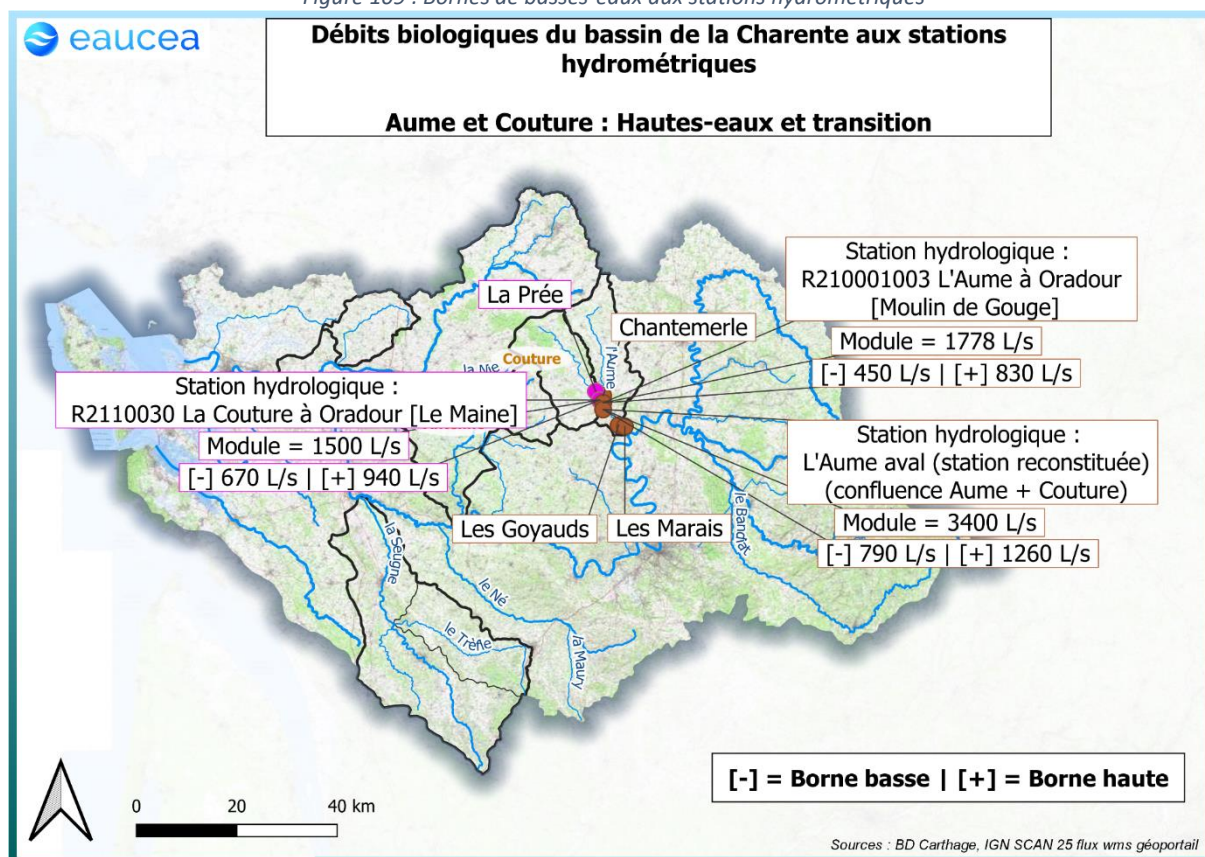 Figure 109 : Bornes de basses-eaux aux stations hydrométriques
eaucea
Débits biologiques du bassin de la Charente aux stations
hydrométriques
Aume et Couture : Hautes-eaux et transition
Station hydrologique :
R210001003 L'Aume à Oradour
[Moulin de Gouge]
Module = 1778 L/s
[-] 450 L/s | [+] 830 L/s
La Prée
Chantemerle
Couture
l'Aume
la Nie
Station hydrologique :
R2110030 La Couture à Oradour [Le Maine]
Module = 1500 L/s
[-] 670 L/s | [+] 940 L/s
Station hydrologique :
L'Aume aval (station reconstituée)
(confluence Aume + Couture)
Module = 3400 L/s
[-] 790 L/s | [+] 1260 L/s
Les Goyauds
Les Marais
le Bandiat
la Seugne
le Né
le Trèfle
la Maury
[-] = Borne basse | [+] = Borne haute
0 20 40 km
Sources : BD Carthage, IGN SCAN 25 flux wms géoportail